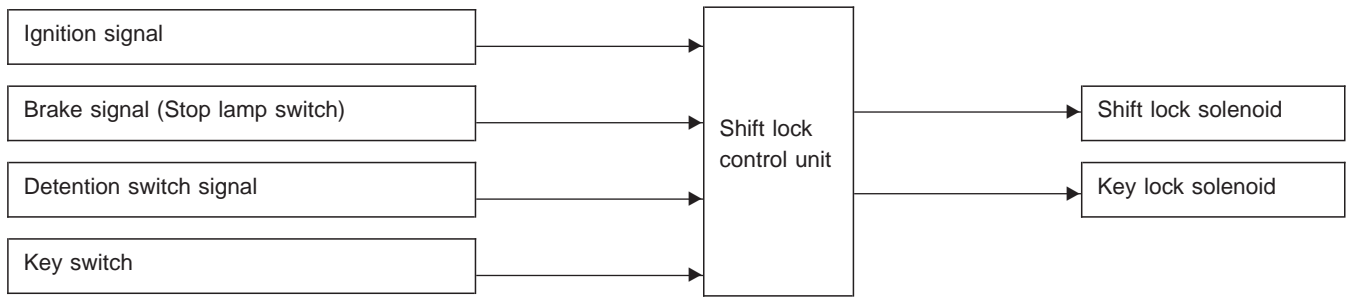 Ignition signal
Brake signal (Stop lamp switch)
Detention switch signal
Key switch
Shift lock
control unit
Shift lock solenoid
Key lock solenoid